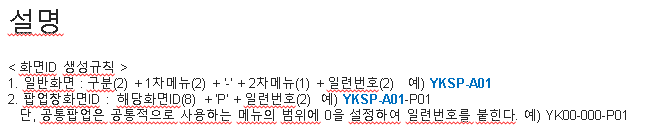 설명
< 화면ID 생성규칙 >
1. 일반화면 : 구분(2) +1차메뉴(2) + '-' + 2차메뉴(1) + 일련번호(2)   예) YKSP-A01
2. 팝업창화면ID : 해당화면ID(8) +'P' + 일련번호(2)  예) YKSP-A01-P01
단, 공통팝업은 공통적으로 사용하는 메뉴의 범위에 0을 설정하여 일련번호를 붙힌다. 예) YK00-000-P01